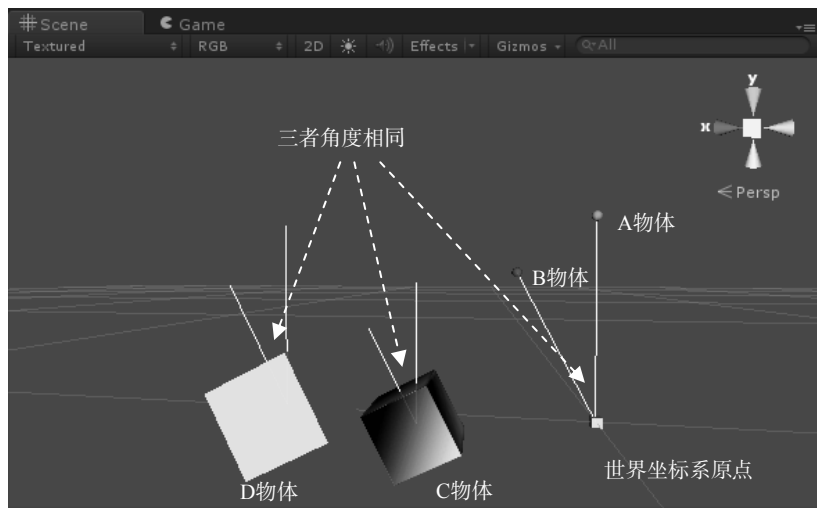 Scene Game
Textured RGB 2D Effects Gizmos All
y
三者角度相同
x
Persp
A物体
B物体
世界坐标系原点
D物体 C物体